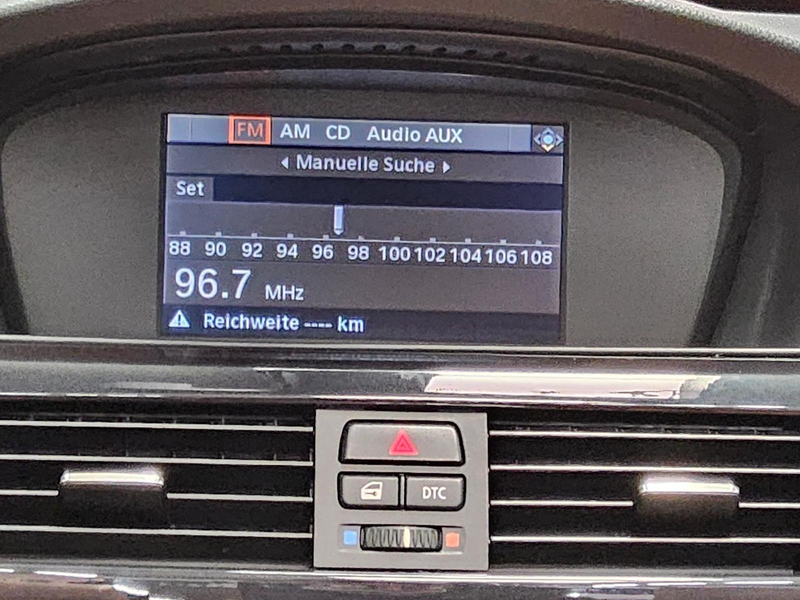 FM AM CD Audio AUX
Manuelle Suche
Set
88 90 92 94 96 98 100 102 104 106 108
96.7 MHz
Reichweite ---- km
DTC